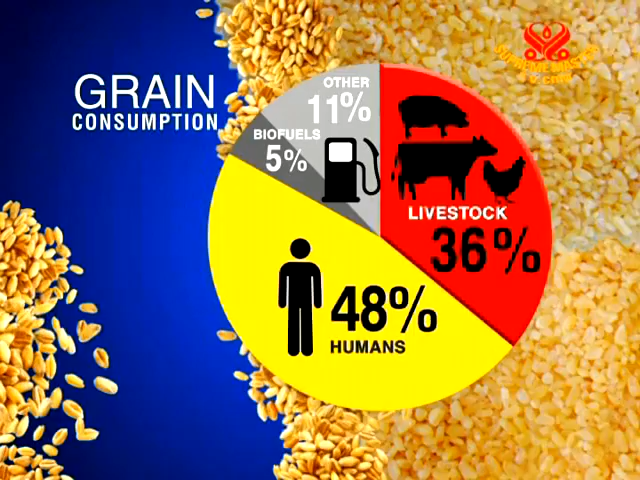 GRAIN
CONSUMPTION
OTHER
11%
BIOFUELS
5%
LIVESTOCK
36%
48%
HUMANS